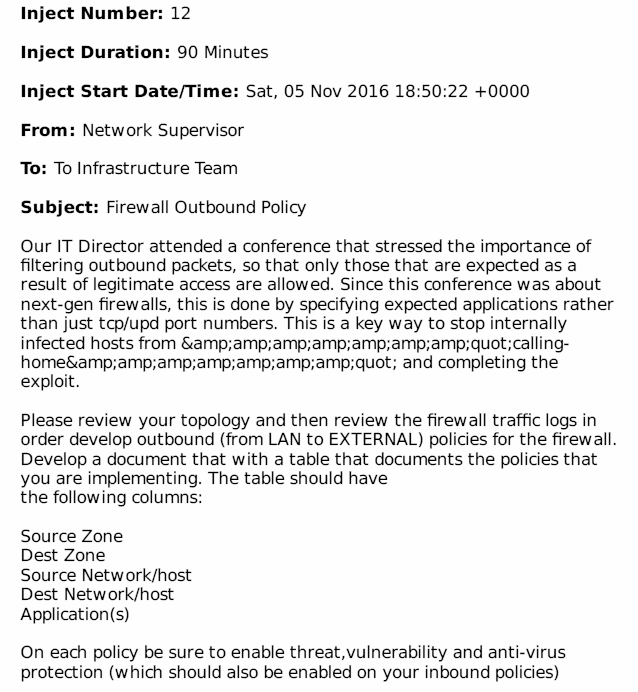 Inject Number: 12
Inject Duration: 90 Minutes
Inject Start Date/Time: Sat, 05 Nov 2016 18:50:22 +0000
From: Network Supervisor
To: To Infrastructure Team
Subject: Firewall Outbound Policy
Our IT Director attended a conference that stressed the importance of
filtering outbound packets, so that only those that are expected as a
result of legitimate access are allowed. Since this conference was about
next-gen firewalls, this is done by specifying expected applications rather
than just tcp/upd port numbers. This is a key way to stop internally
infected hosts from &amp;amp;amp;amp;amp;amp;amp;quot;calling-
home&amp;amp;amp;amp;amp;amp;amp;quot; and completing the
exploit.
Please review your topology and then review the firewall traffic logs in
order develop outbound (from LAN to EXTERNAL) policies for the firewall.
Develop a document that with a table that documents the policies that
you are implementing. The table should have
the following columns:
Source Zone
Dest Zone
Source Network/host
Dest Network/host
Application(s)
On each policy be sure to enable threat,vulnerability and anti-virus
protection (which should also be enabled on your inbound policies)